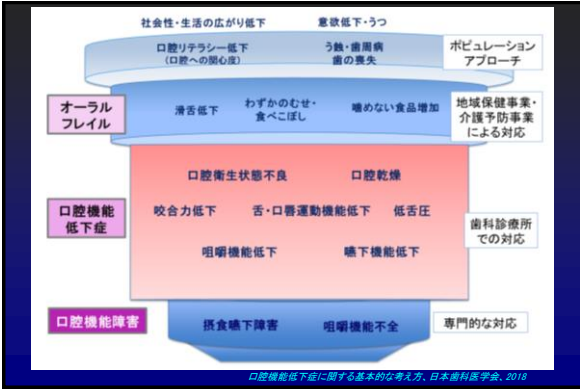 社会性・生活の広がり低下　意欲低下・うつ
口腔リテラシー低下
（口腔への関心度）
う蝕・歯周病
歯の喪失
ポピュレーション
アプローチ
オーラル
フレイル
滑舌低下
わずかのむせ・
食べこぼし
噛めない食品増加
地域保健事業・
介護予防事業
による対応
口腔衛生状態不良　口腔乾燥
口腔機能
低下症
咬合力低下　舌・口唇運動機能低下　低舌圧
咀嚼機能低下　嚥下機能低下
歯科診療所
での対応
口腔機能障害
摂食嚥下障害　咀嚼機能不全
専門的な対応
口腔機能低下症に関する基本的な考え方、日本歯科医学会、2018